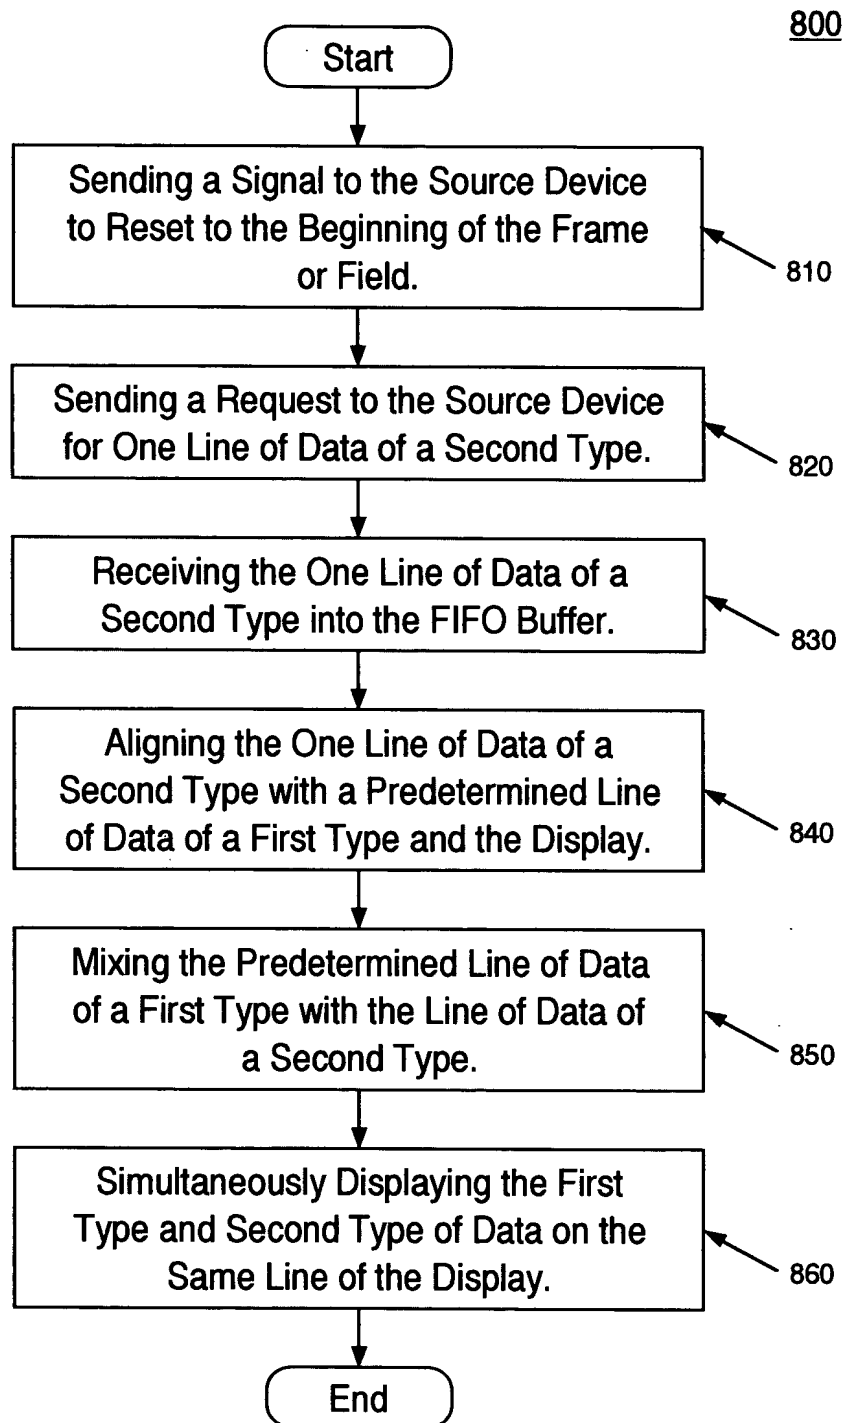 800
Start
Sending a Signal to the Source Device
to Reset to the Beginning of the Frame
or Field.
810
Sending a Request to the Source Device
for One Line of Data of a Second Type.
820
Receiving the One Line of Data of a
Second Type into the FIFO Buffer.
830
Aligning the One Line of Data of a
Second Type with a Predetermined Line
of Data of a First Type and the Display.
840
Mixing the Predetermined Line of Data
of a First Type with the Line of Data of
a Second Type.
850
Simultaneously Displaying the First
Type and Second Type of Data on the
Same Line of the Display.
860
End